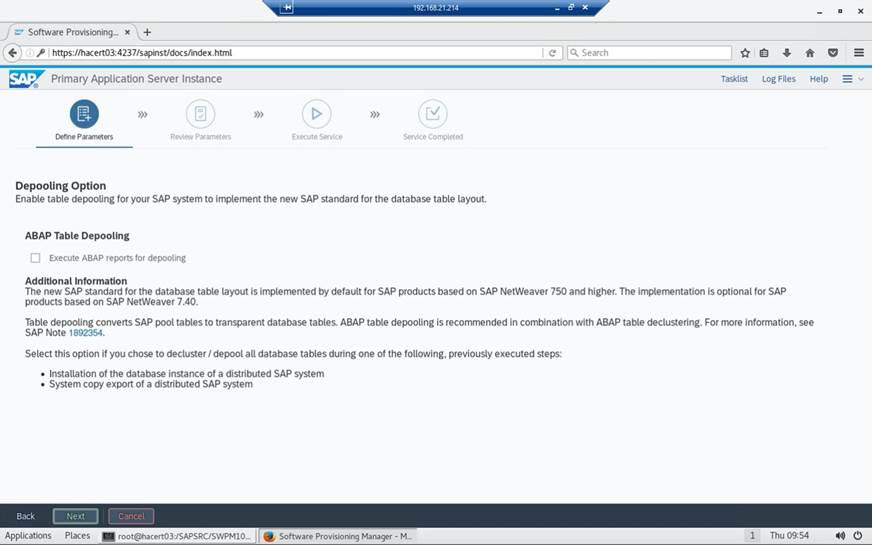 192.168.21.214
Software Provisioning... × +
https://hacert03:4237/sapinst/docs/index.html
Search
SAP Primary Application Server Instance
Tasklist Log Files Help
Define Parameters Review Parameters Execute Service Service Completed
Depooling Option
Enable table depooling for your SAP system to implement the new SAP standard for the database table layout.
ABAP Table Depooling
Execute ABAP reports for depooling
Additional Information
The new SAP standard for the database table layout is implemented by default for SAP products based on SAP NetWeaver 750 and higher. The implementation is optional for SAP
products based on SAP NetWeaver 7.40.
Table depooling converts SAP pool tables to transparent database tables. ABAP table depooling is recommended in combination with ABAP table declustering. For more information, see
SAP Note 1892354.
Select this option if you chose to decluster / depool all database tables during one of the following, previously executed steps:
• Installation of the database instance of a distributed SAP system
• System copy export of a distributed SAP system
Back Next Cancel
Applications Places root@hacert03:/SAPSRC/SWPM10... Software Provisioning Manager - M... 1 Thu 09:54